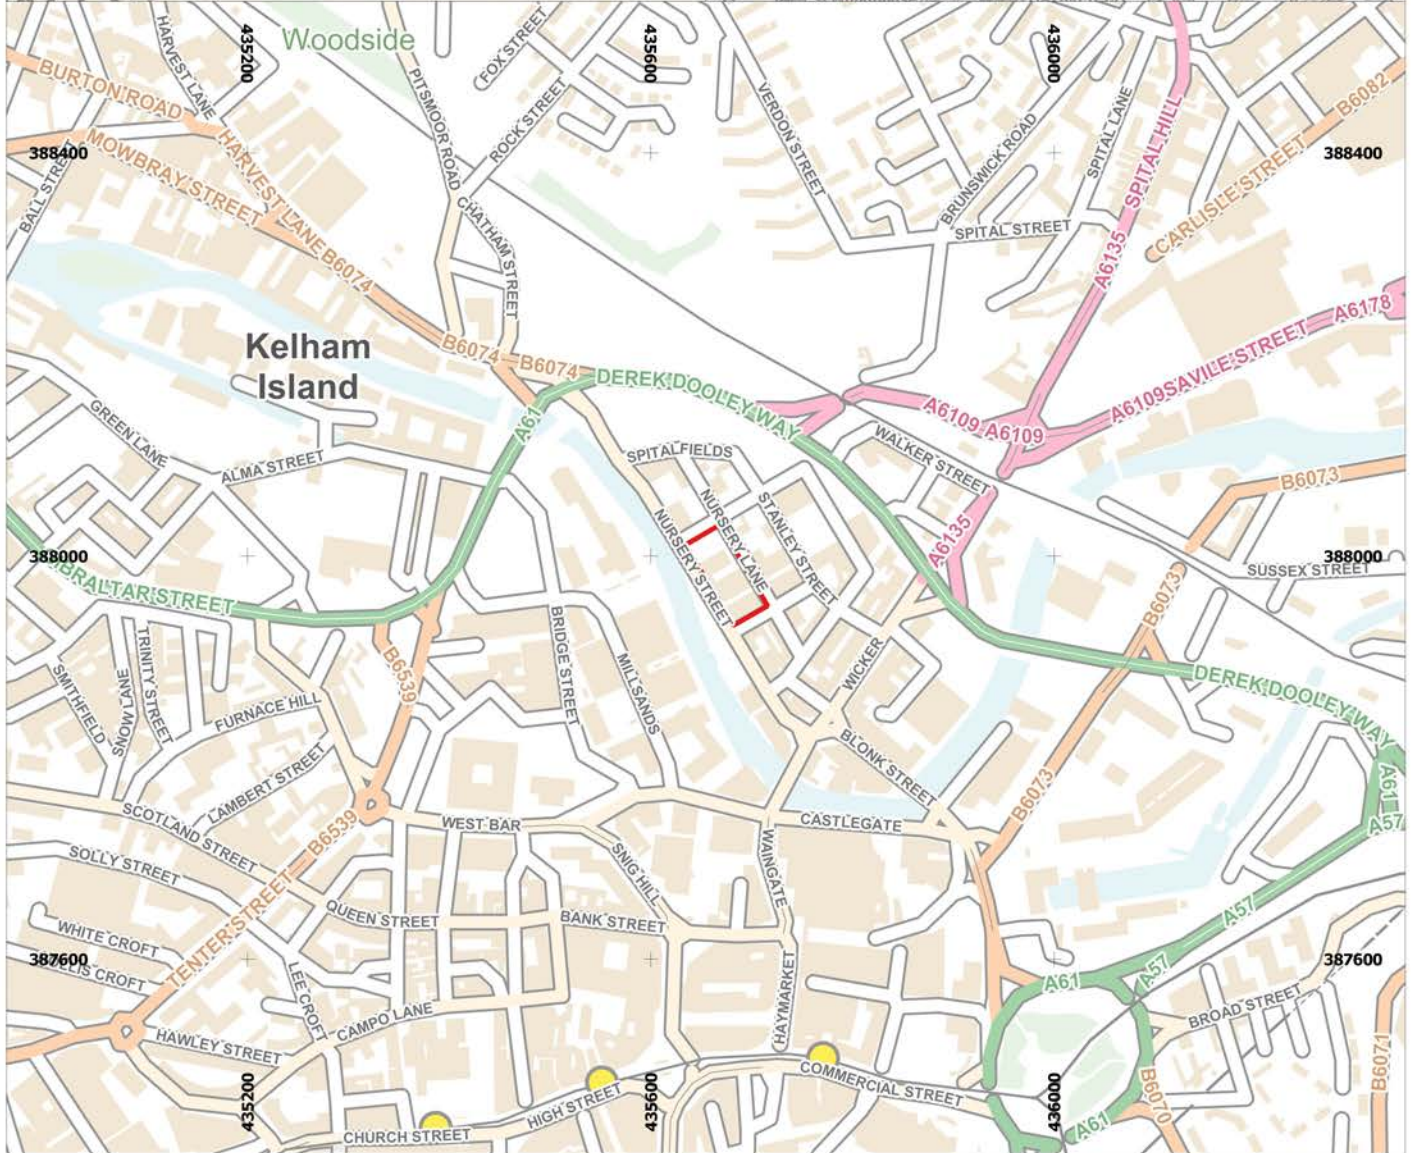 435200
435600
436000
Woodside
HARVEST LANE
PITSMOOR ROAD
FOX STREET
ROCK STREET
VERDON STREET
BRUNSWICK ROAD
SPITAL LANE
SPITAL HILL
B6082
CARLISLE STREET
BURTON ROAD
MOWBRAY STREET
HARVEST LANE
B6074
388400
388400
BALL STREET
CHATHAM STREET
SPITAL STREET
A6135
A6178
A6109
SAVILE STREET
Kelham
Island
B6074
B6074
DEREK DOOLEY WAY
A6109
A6109
A61
GREEN LANE
ALMA STREET
SPITALFIELDS
WALKER STREET
B6073
NURSERY LANE
NURSERY STREET
STANLEY STREET
A6135
388000
388000
SUSSEX STREET
BRALTAR STREET
B6539
BRIDGE STREET
MILLSANDS
WICKER
B6073
DEREK DOOLEY WAY
SMITHFIELD
SNOW LANE
TRINITY STREET
FURNACE HILL
LAMBERT STREET
BLONK STREET
B6073
A61
A57
SCOTLAND STREET
SOLLY STREET
B6539
TENTER STREET
WEST BAR
SNIG HILL
CASTLEGATE
WAINGATE
QUEEN STREET
BANK STREET
WHITE CROFT
LLIS CROFT
387600
387600
LEE CROFT
CAMPO LANE
HAWLEY STREET
HAYMARKET
A57
A57
A61
BROAD STREET
B6071
435200
435600
436000
COMMERCIAL STREET
HIGH STREET
CHURCH STREET
B6070
A61